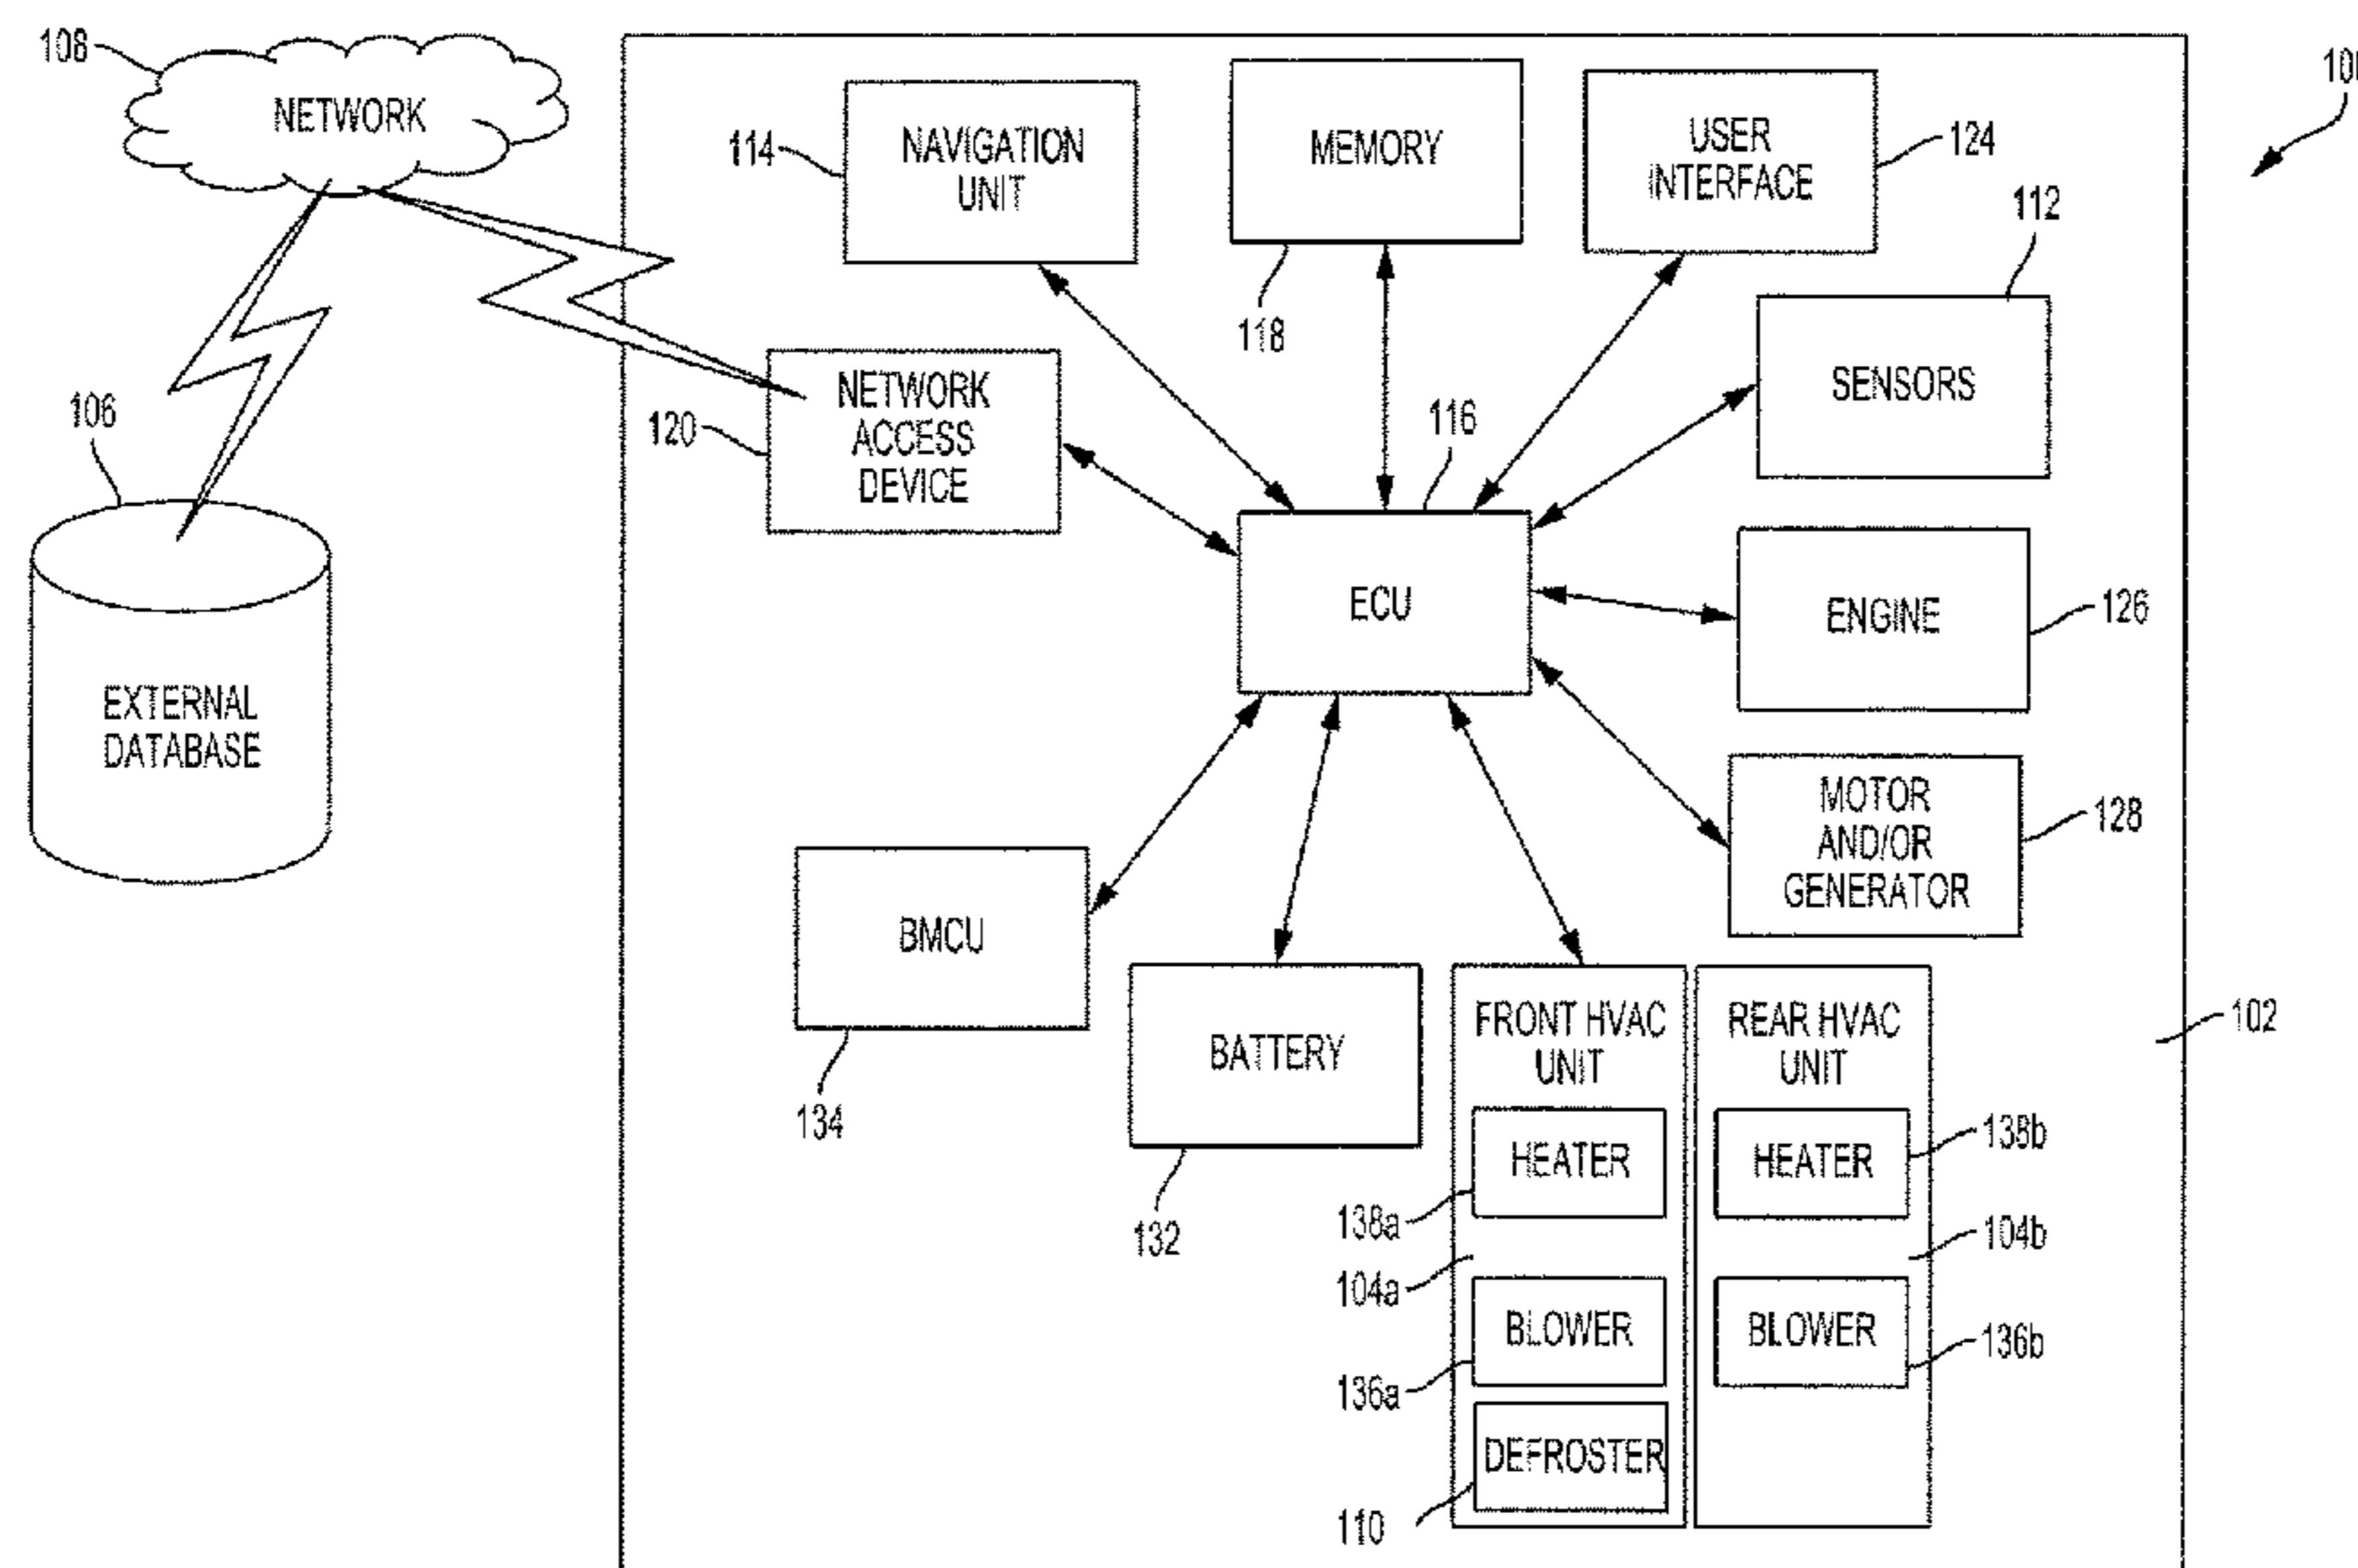 108
NETWORK
114
NAVIGATION
UNIT
MEMORY
118
USER
INTERFACE
124
112
SENSORS
106
EXTERNAL
DATABASE
120
NETWORK
ACCESS
DEVICE
116
ECU
ENGINE
126
MOTOR
AND/OR
GENERATOR
128
BMCU
134
BATTERY
132
FRONT HVAC
UNIT
HEATER
138a
104a
BLOWER
136a
DEFROSTER
110
REAR HVAC
UNIT
HEATER
138b
104b
BLOWER
136b
102